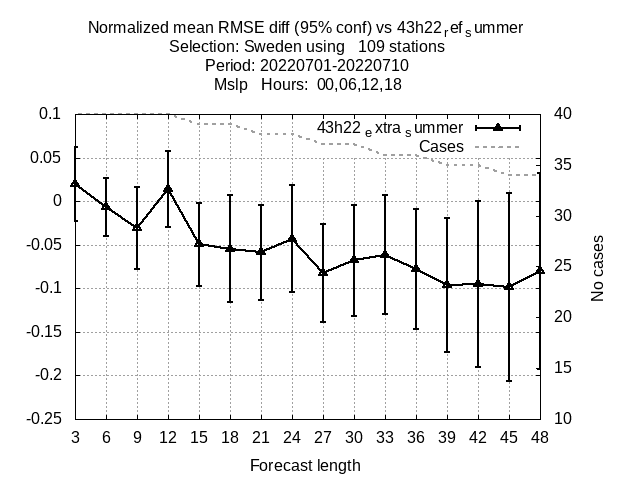 Normalized mean RMSE diff (95% conf) vs 43h22refsummer
Selection: Sweden using 109 stations
Period: 20220701-20220710
Mslp Hours: 00,06,12,18
43h22extrasummer
Cases
0.1
0.05
0
-0.05
-0.1
-0.15
-0.2
-0.25
40
35
30
25
20
15
10
No cases
3 6 9 12 15 18 21 24 27 30 33 36 39 42 45 48
Forecast length